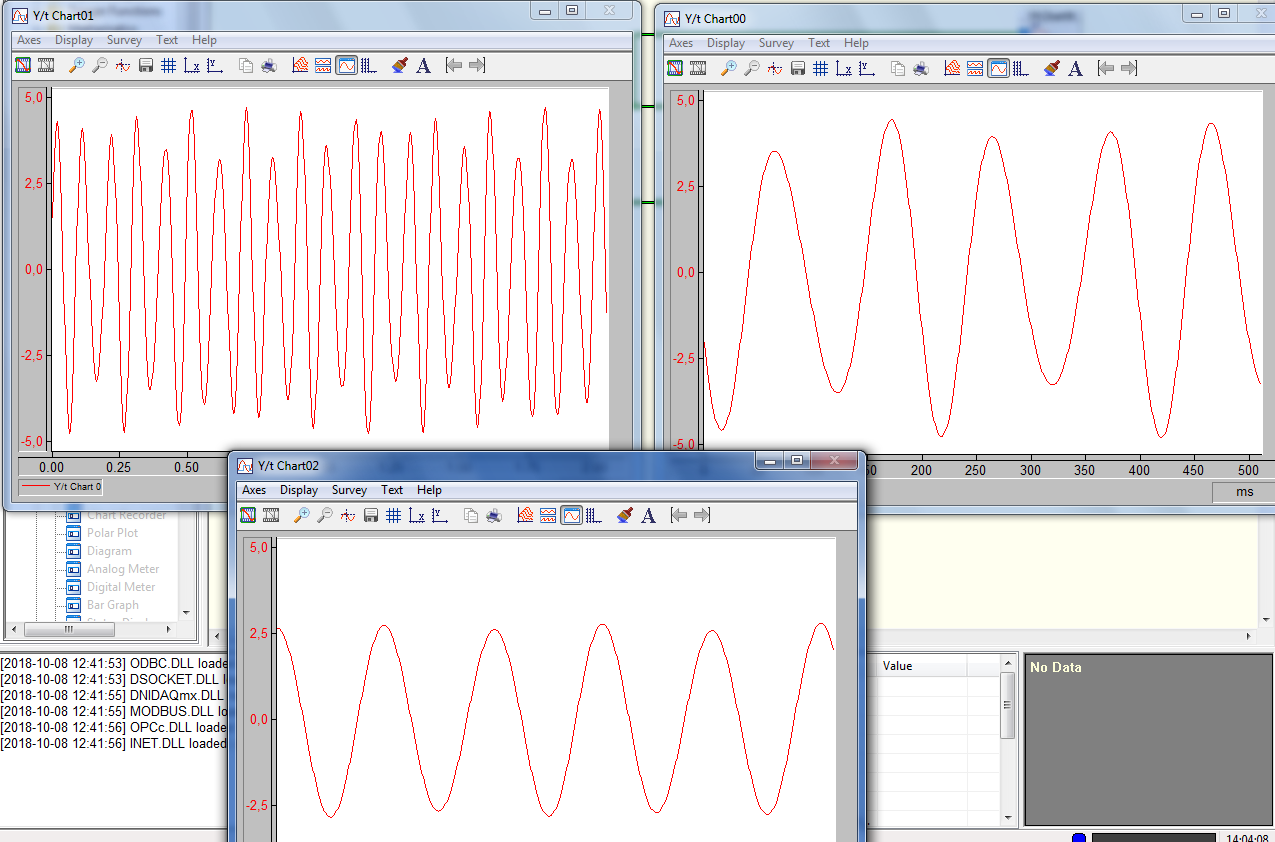 Y/t Chart01
Axes Display Survey Text Help
5,0
2,5
0,0
-2,5
-5,0
0.00 0.25 0.50
Y/t Chart 0
Y/t Chart00
Axes Display Survey Text Help
5,0
2,5
0,0
-2,5
-5,0
50 200 250 300 350 400 450 500
ms
Y/t Chart02
Axes Display Survey Text Help
5,0
2,5
0,0
-2,5
Chart Recorder
Polar Plot
Diagram
Analog Meter
Digital Meter
Bar Graph
[2018-10-08 12:41:53] ODBC.DLL loade
[2018-10-08 12:41:53] DSOCKET.DLL l
[2018-10-08 12:41:55] DNIDAQmx.DLL
[2018-10-08 12:41:55] MODBUS.DLL lo
[2018-10-08 12:41:56] OPCc.DLL loade
[2018-10-08 12:41:56] INET.DLL loaded
Value
No Data
14:04:08